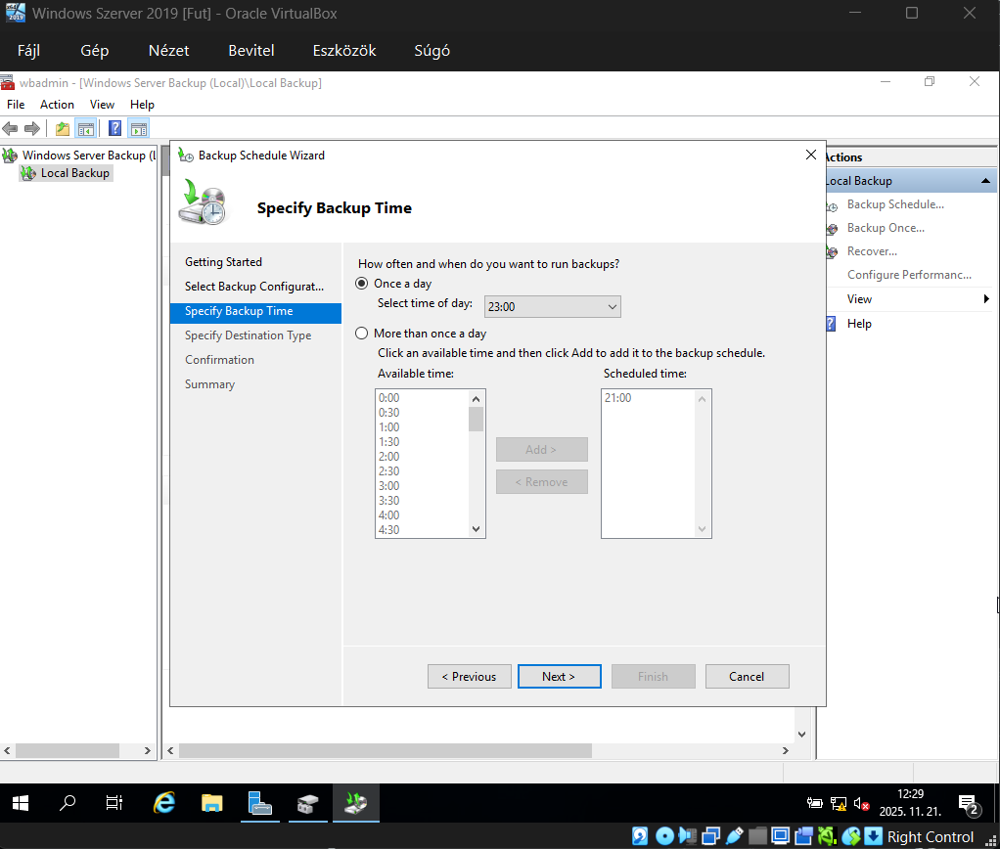 Windows Szerver 2019 [Fut] - Oracle VirtualBox
Fájl Gép Nézet Bevitel Eszközök Súgó
wbadmin - [Windows Server Backup (Local)\Local Backup]
File Action View Help
Windows Server Backup (L
Local Backup
Backup Schedule Wizard
Specify Backup Time
Getting Started
Select Backup Configurat...
Specify Backup Time
Specify Destination Type
Confirmation
Summary
How often and when do you want to run backups?
Once a day
Select time of day: 23:00
More than once a day
Click an available time and then click Add to add it to the backup schedule.
Available time: Scheduled time:
0:00
0:30
1:00
1:30
2:00
2:30
3:00
3:30
4:00
4:30
Add >
< Remove
21:00
< Previous Next > Finish Cancel
Actions
Local Backup
Backup Schedule...
Backup Once...
Recover...
Configure Performanc...
View
Help
12:29
2025. 11. 21.
2
Right Control